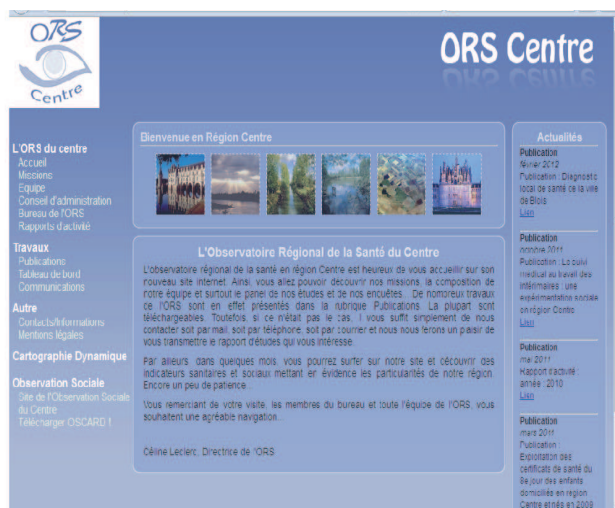 ORS
Centre
ORS Centre
L'ORS du centre
Accueil
Missions
Equipe
Conseil d'administration
Bureau de l'ORS
Rapports d'activité
Travaux
Publications
Tableau de bord
Communications
Autre
Contacts/Informations
Mentions légales
Cartographie Dynamique
Observation Sociale
Site de l'Observation Sociale
du Centre
Télécharger OSCARD !
Bienvenue en Région Centre
L'Observatoire Régional de la Santé du Centre
L'observatoire régional de la santé en région Centre est heureux de vous accueillir sur son
nouveau site internet. Ainsi, vous allez pouvoir découvrir nos missions, la composition de
notre équipe et surtout le panel de nos études et de nos enquêtes. De nombreux travaux
de l'ORS sont en effet présentés dans la rubrique Publications. La plupart sont
téléchargeables. Toutefois, si ce n'était pas le cas, l vous suffit simplement de nous
contacter soit par mail, soit par téléphone, soit par courrier et nous nous ferons un plaisir de
vous transmettre le rapport d'études qui vous intéresse.
Par ailleurs, dans quelques mois, vous pourrez surfer sur notre site et découvrir des
indicateurs sanitaires et sociaux mettant en évidence les particularités de notre région.
Encore un peu de patience...
Vous remerciant de votre visite, les membres du bureau et toute l'équipe de l'ORS, vous
souhaitent une agréable navigation...
Céline Leclerc, Directrice de l'ORS
Actualités
Publication
février 2012
Publication : Diagnostic
local de santé de la ville
de Blois
Lien
Publication
octobre 2011
Publication : Le suivi
médical au travail des
intérimaires : une
expérimentation sociale
en région Centre
Lien
Publication
mai 2011
Rapport d'activité :
année : 2010
Lien
Publication
mars 2011
Publication :
Exploitation des
certificats de santé du
8e jour des enfants
domiciliés en région
Centre et nés en 2009